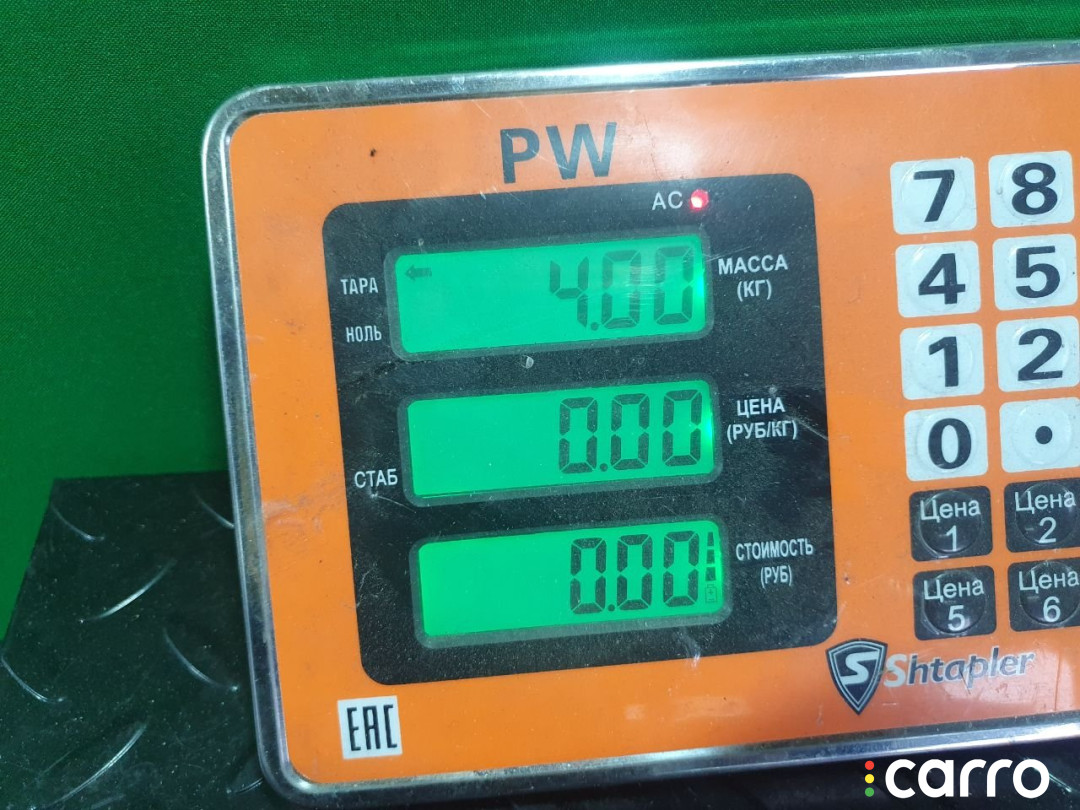 PW
AC
ТАРА
НОЛЬ
4.00
МАССА
(КГ)
0.00
ЦЕНА
(РУБ/КГ)
СТАБ
0.00
СТОИМОСТЬ
(РУБ)
7 8
4 5
1 2
0 .
Цена
1
Цена
2
Цена
5
Цена
6
S Shtapler
EAC
carro